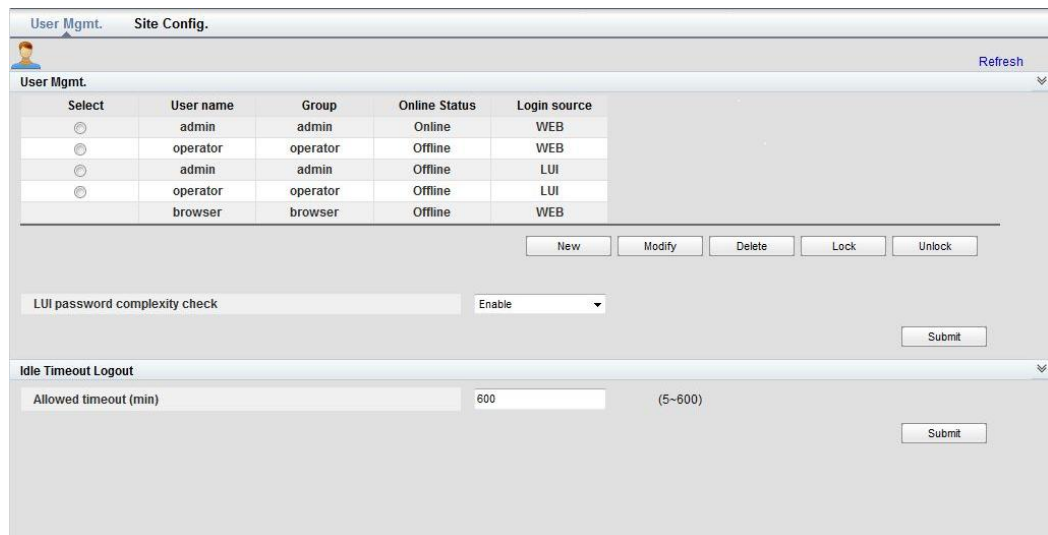 User Mgmt. Site Config.
Refresh
User Mgmt.
Select User name Group Online Status Login source
admin admin Online WEB
operator operator Offline WEB
admin admin Offline LUI
operator operator Offline LUI
browser browser Offline WEB
New Modify Delete Lock Unlock
LUI password complexity check Enable
Submit
Idle Timeout Logout
Allowed timeout (min) 600 (5~600)
Submit